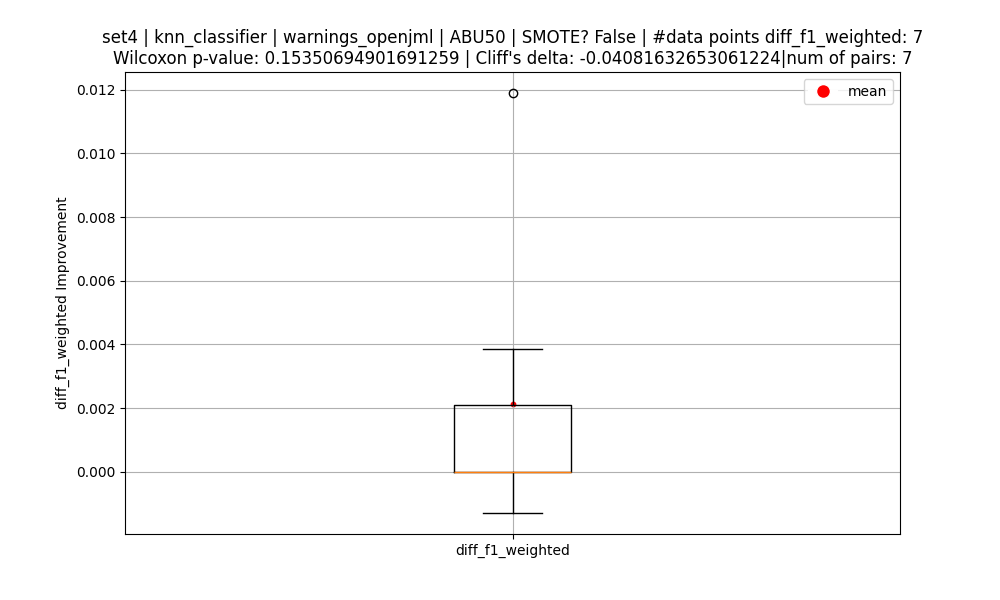 set4 | knn_classifier | warnings_openjml | ABU50 | SMOTE? False | #data points diff_f1_weighted: 7
Wilcoxon p-value: 0.15350694901691259 | Cliff's delta: -0.04081632653061224|num of pairs: 7
mean
0.012
0.010
0.008
0.006
0.004
0.002
0.000
diff_f1_weighted Improvement
diff_f1_weighted